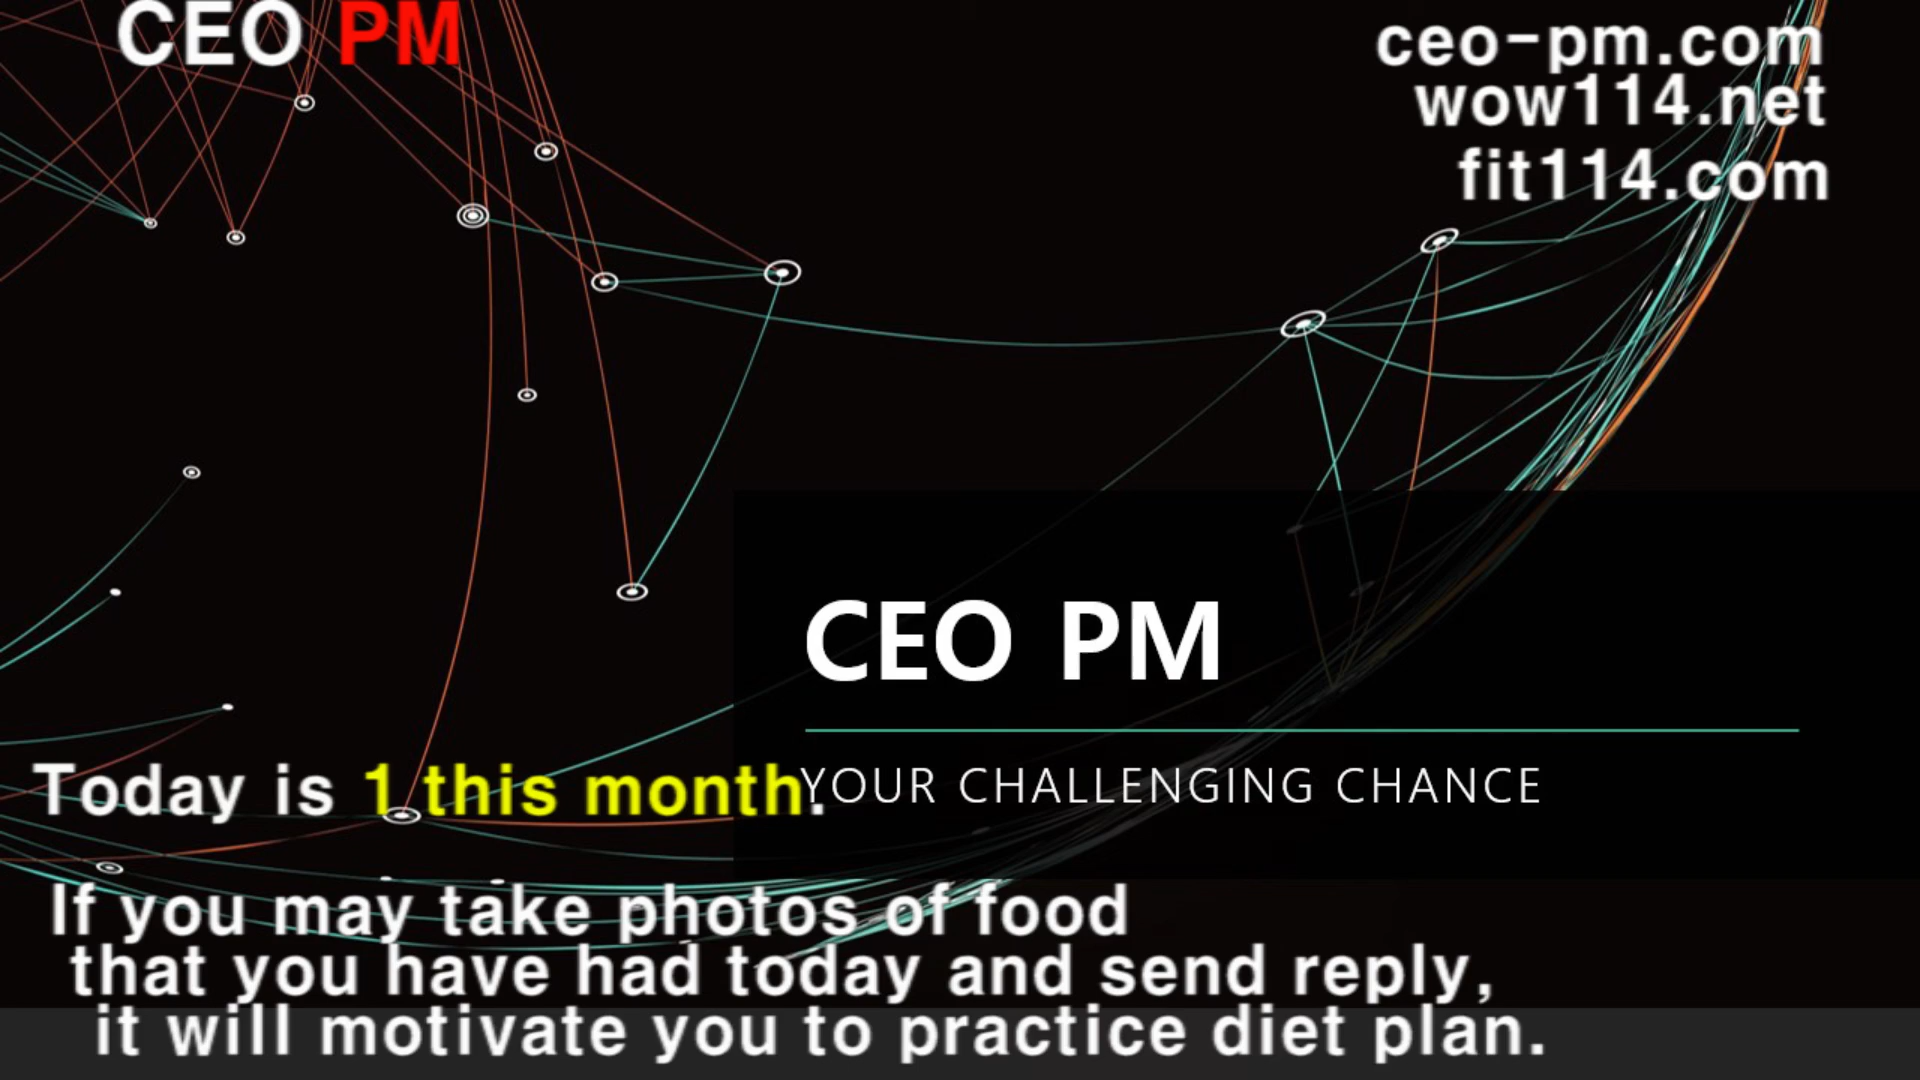 CEO PM
ceo-pm.com
wow114.net
fit114.com
CEO PM
YOUR CHALLENGING CHANCE
Today is 1 this month.
If you may take photos of food
that you have had today and send reply,
it will motivate you to practice diet plan.